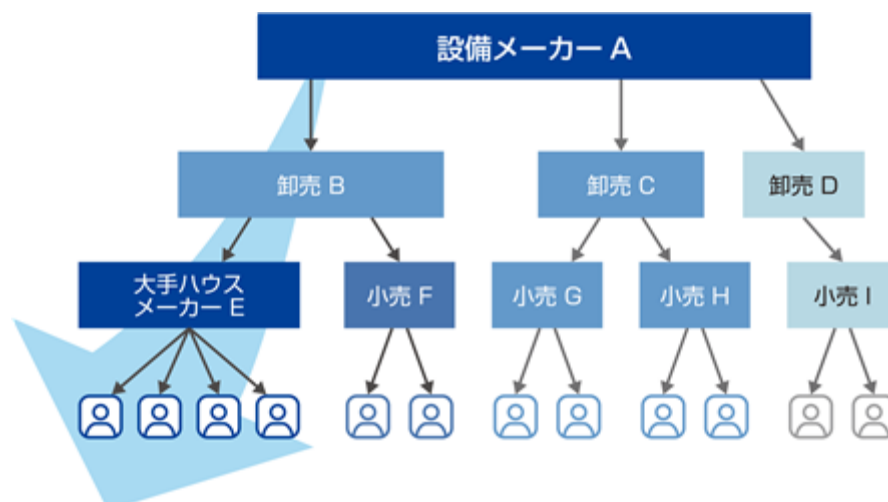 設備メーカー A
卸売 B
卸売 C
卸売 D
大手ハウス
メーカー E
小売 F
小売 G
小売 H
小売 I